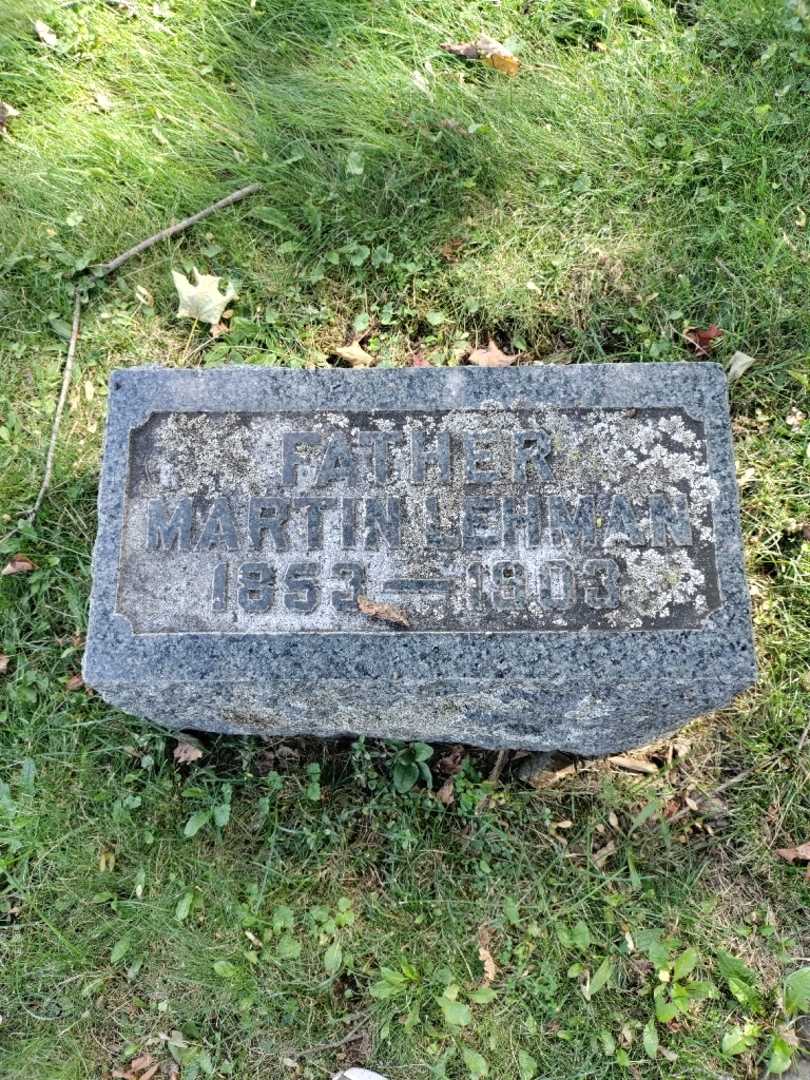 FATHER
MARTIN LEHMAN
1853 — 1903